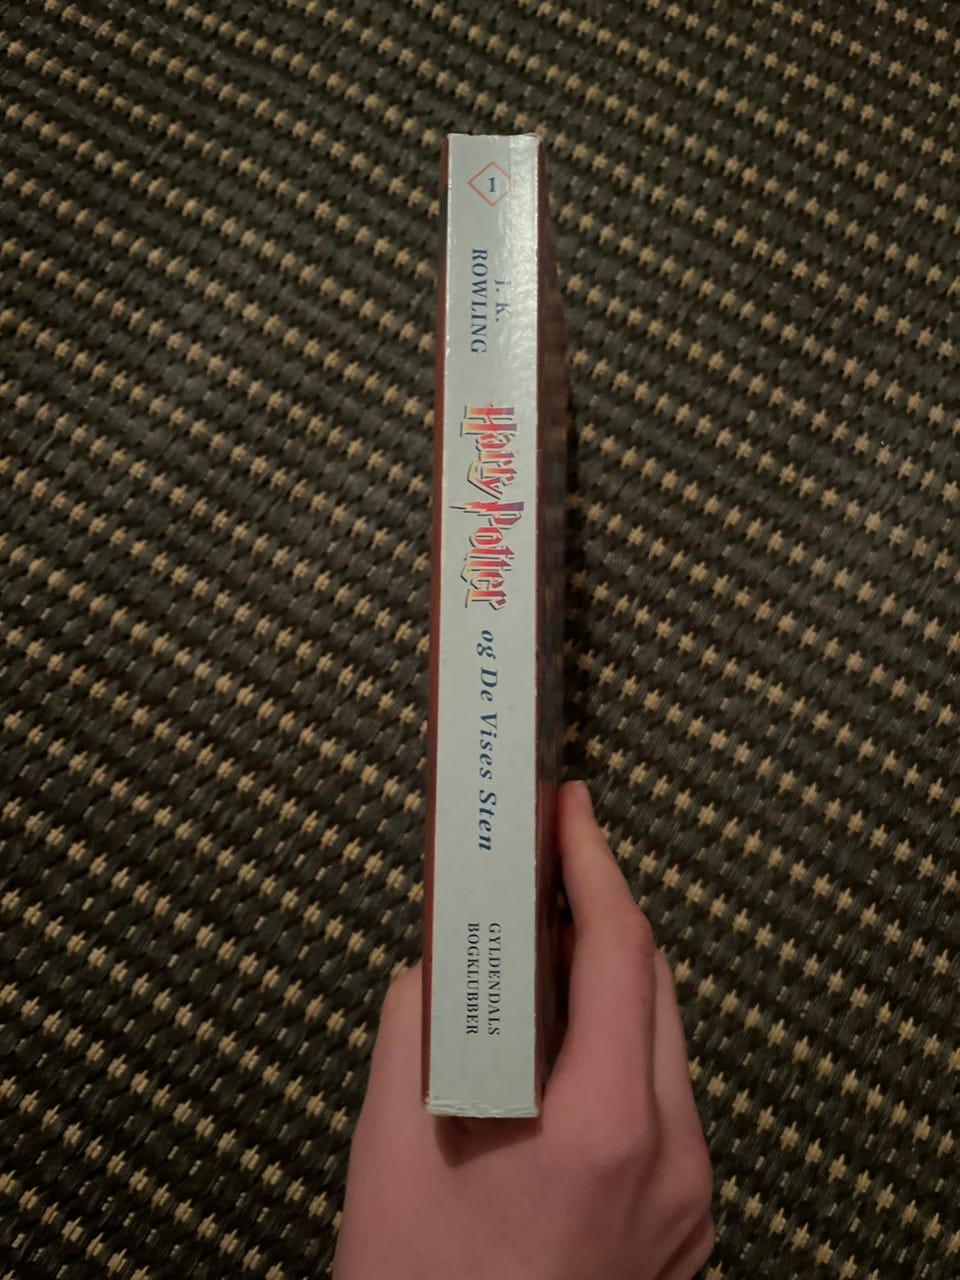 1
J. K.
ROWLING
Harry Potter
og De Vises Sten
GYLDENDALS
BOGKLUBBER